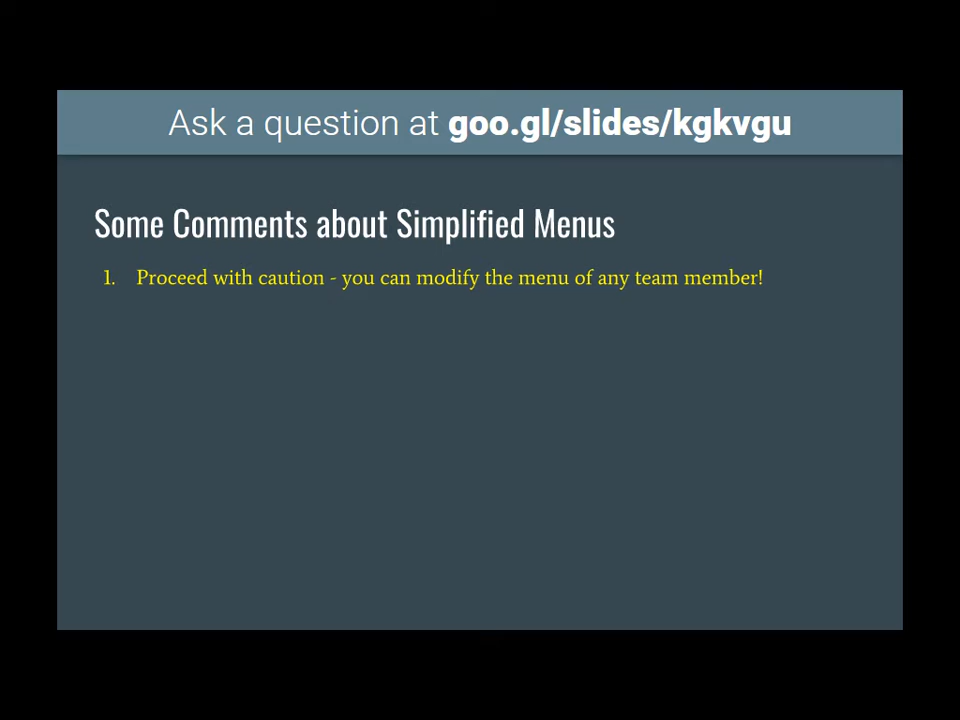 Ask a question at goo.gl/slides/kgkvgu
Some Comments about Simplified Menus
1. Proceed with caution - you can modify the menu of any team member!